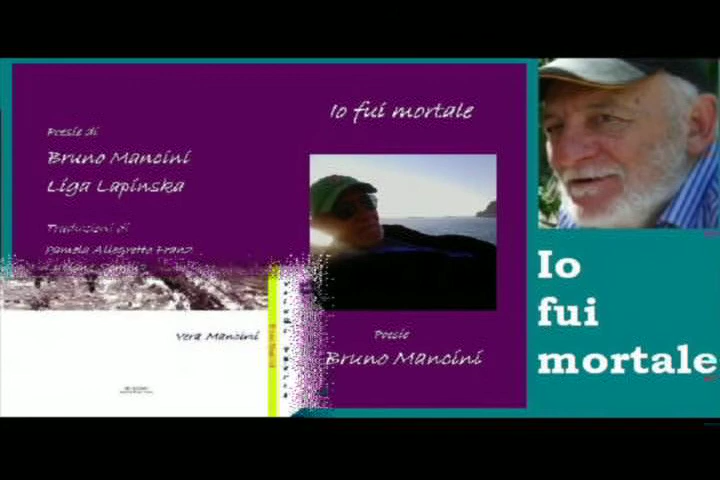 Poesie di
Bruno Mancini
Liga Lapinska
Traduzioni di
Pamela Allegretto Franz
Vera Mancini
Io fui mortale
Poesie
Bruno Mancini
Io
fui
mortale